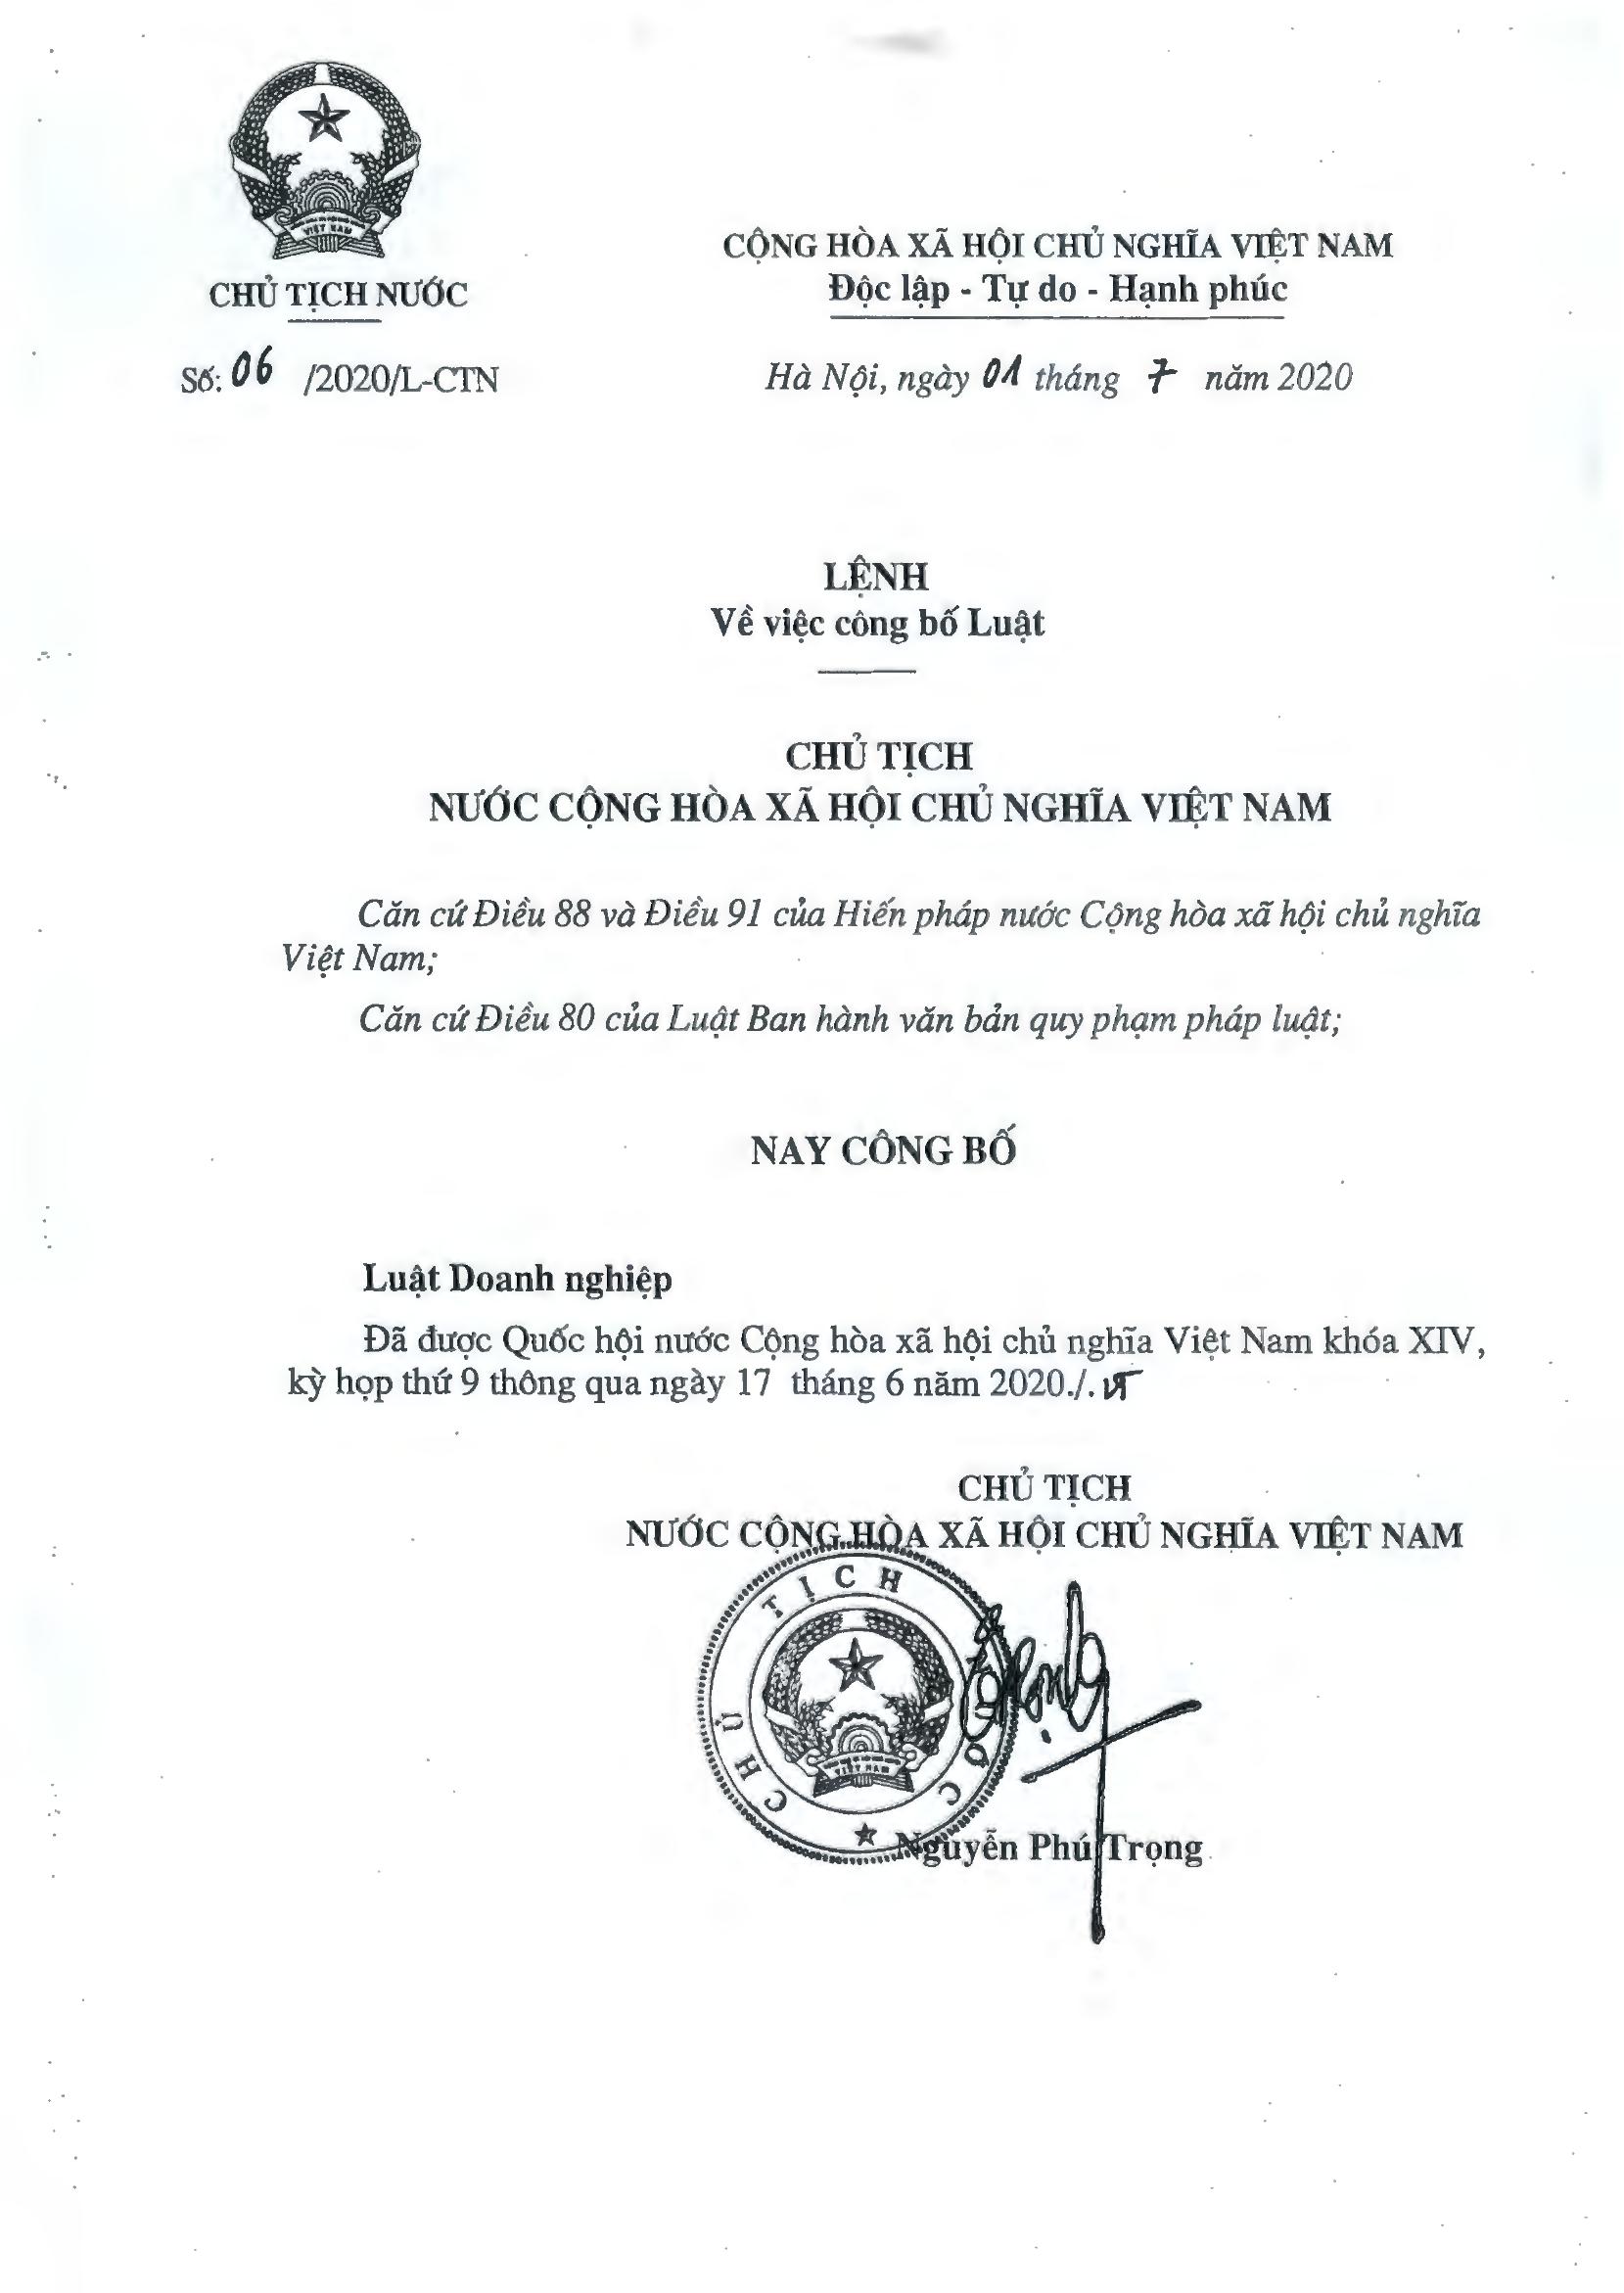 VIỆT NAM
CHỦ TỊCH NƯỚC
Số: 06 /2020/L-CTN
CỘNG HÒA XÃ HỘI CHỦ NGHĨA VIỆT NAM
Độc lập - Tự do - Hạnh phúc
Hà Nội, ngày 01 tháng 7 năm 2020
LỆNH
Về việc công bố Luật
CHỦ TỊCH
NƯỚC CỘNG HÒA XÃ HỘI CHỦ NGHĨA VIỆT NAM
Căn cứ Điều 88 và Điều 91 của Hiến pháp nước Cộng hòa xã hội chủ nghĩa
Việt Nam;
Căn cứ Điều 80 của Luật Ban hành văn bản quy phạm pháp luật;
NAY CÔNG BỐ
Luật Doanh nghiệp
Đã được Quốc hội nước Cộng hòa xã hội chủ nghĩa Việt Nam khóa XIV,
kỳ họp thứ 9 thông qua ngày 17 tháng 6 năm 2020./.
CHỦ TỊCH
NƯỚC CỘNG HÒA XÃ HỘI CHỦ NGHĨA VIỆT NAM
CHỦ TỊCH
VIỆT NAM
Nguyễn Phú Trọng